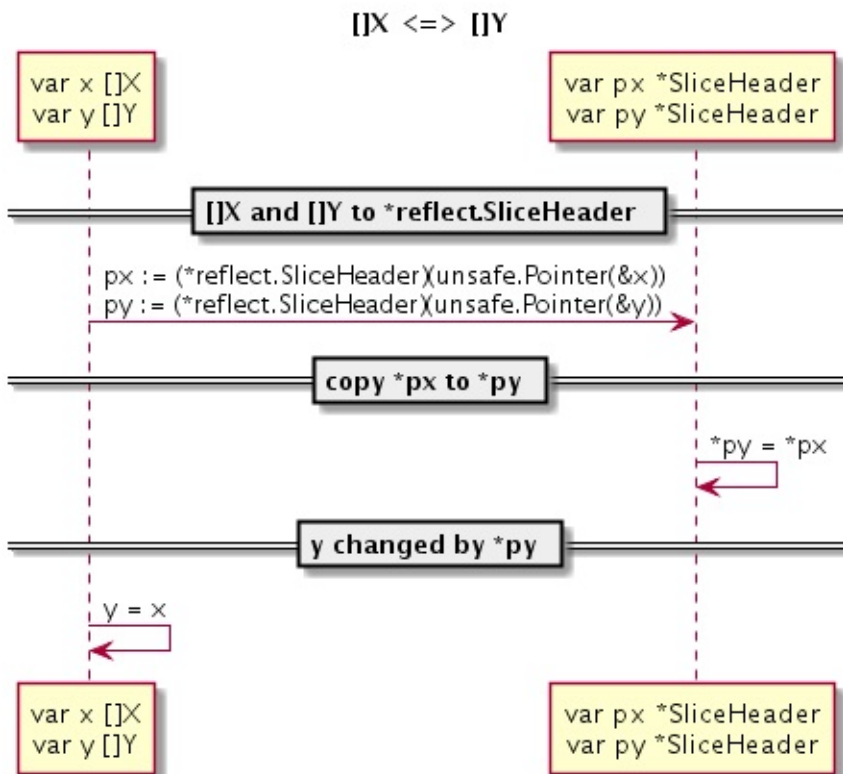 []X <=> []Y
var x []X
var y []Y
var px *SliceHeader
var py *SliceHeader
[]X and []Y to *reflect.SliceHeader
px := (*reflect.SliceHeader)(unsafe.Pointer(&x))
py := (*reflect.SliceHeader)(unsafe.Pointer(&y))
copy *px to *py
*py = *px
y changed by *py
y = x
var x []X
var y []Y
var px *SliceHeader
var py *SliceHeader